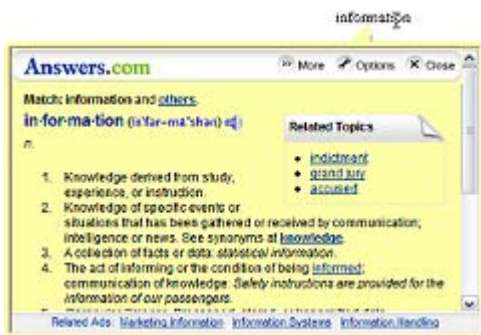 information
Answers.com
More Options Close
Match: information and others.
in·for·ma·tion (ĭn'fər-mā'shən)
n.
Related Topics
• indictment
• grand jury
• accused
1. Knowledge derived from study,
experience, or instruction.
2. Knowledge of specific events or
situations that has been gathered or received by communication;
intelligence or news. See synonyms at knowledge.
3. A collection of facts or data: statistical information.
4. The act of informing or the condition of being informed;
communication of knowledge. Safety instructions are provided for the
information of our passengers.
Related Ads: Marketing Information Information Systems Information Handling